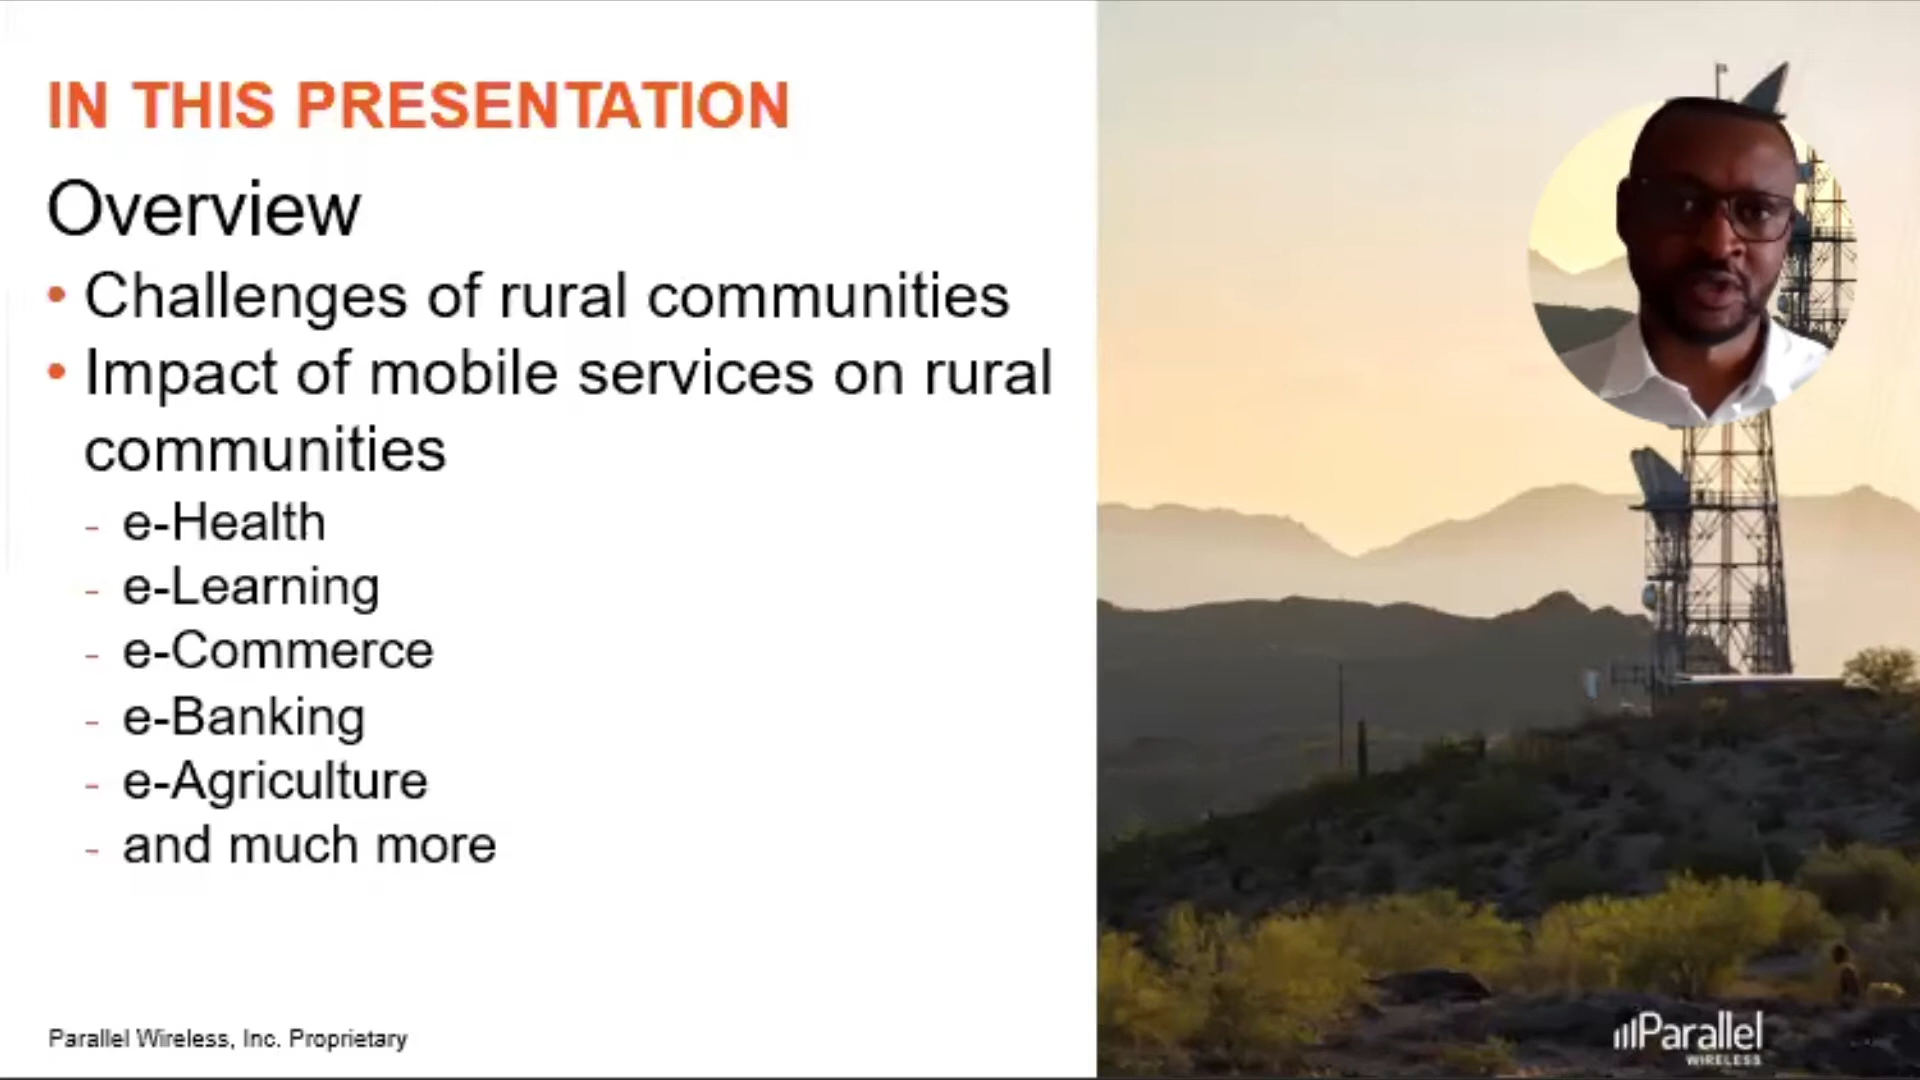 IN THIS PRESENTATION
Overview
• Challenges of rural communities
• Impact of mobile services on rural
communities
- e-Health
- e-Learning
- e-Commerce
- e-Banking
- e-Agriculture
- and much more
Parallel Wireless, Inc. Proprietary
Parallel
WIRELESS